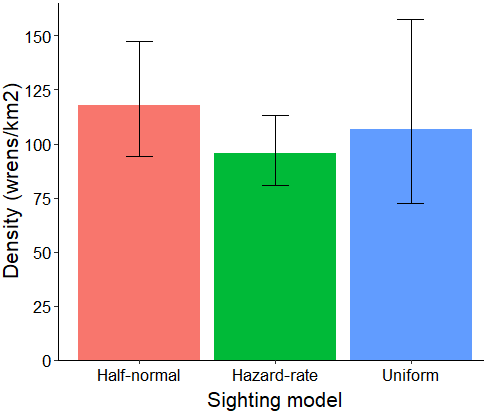 Density (wrens/km2)
150
125
100
75
50
25
0
Half-normal Hazard-rate Uniform
Sighting model